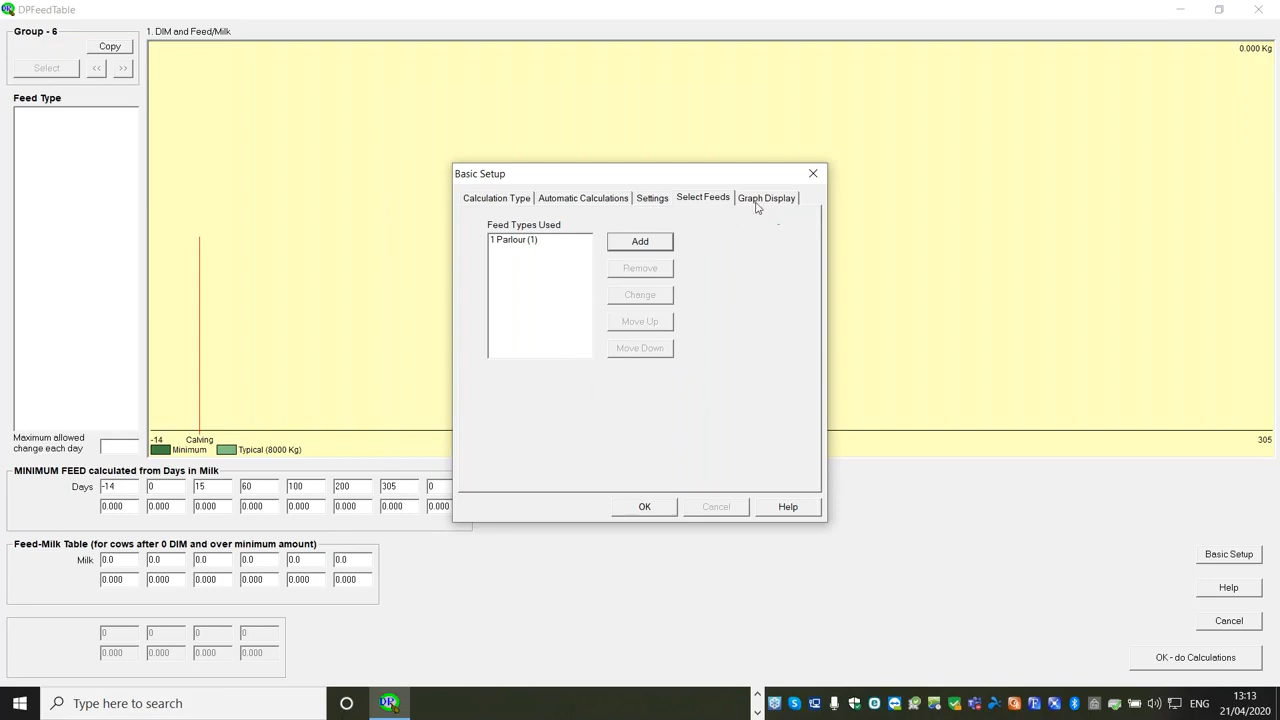 DPFeedTable
Group - 6
Copy
Select
<<
>>
Feed Type
Maximum allowed
change each day
1. DIM and Feed/Milk
0.000 Kg
-14
Calving
305
Minimum
Typical (8000 Kg)
Basic Setup
Calculation Type
Automatic Calculations
Settings
Select Feeds
Graph Display
Feed Types Used
1 Parlour (1)
Add
Remove
Change
Move Up
Move Down
OK
Cancel
Help
MINIMUM FEED calculated from Days in Milk
Days -14 0 15 60 100 200 305 0
0.000 0.000 0.000 0.000 0.000 0.000 0.000 0.000
Feed-Milk Table (for cows after 0 DIM and over minimum amount)
Milk 0.0 0.0 0.0 0.0 0.0 0.0
0.000 0.000 0.000 0.000 0.000 0.000
0 0 0 0
0.000 0.000 0.000 0.000
Basic Setup
Help
Cancel
OK - do Calculations
Type here to search
ENG
13:13
21/04/2020